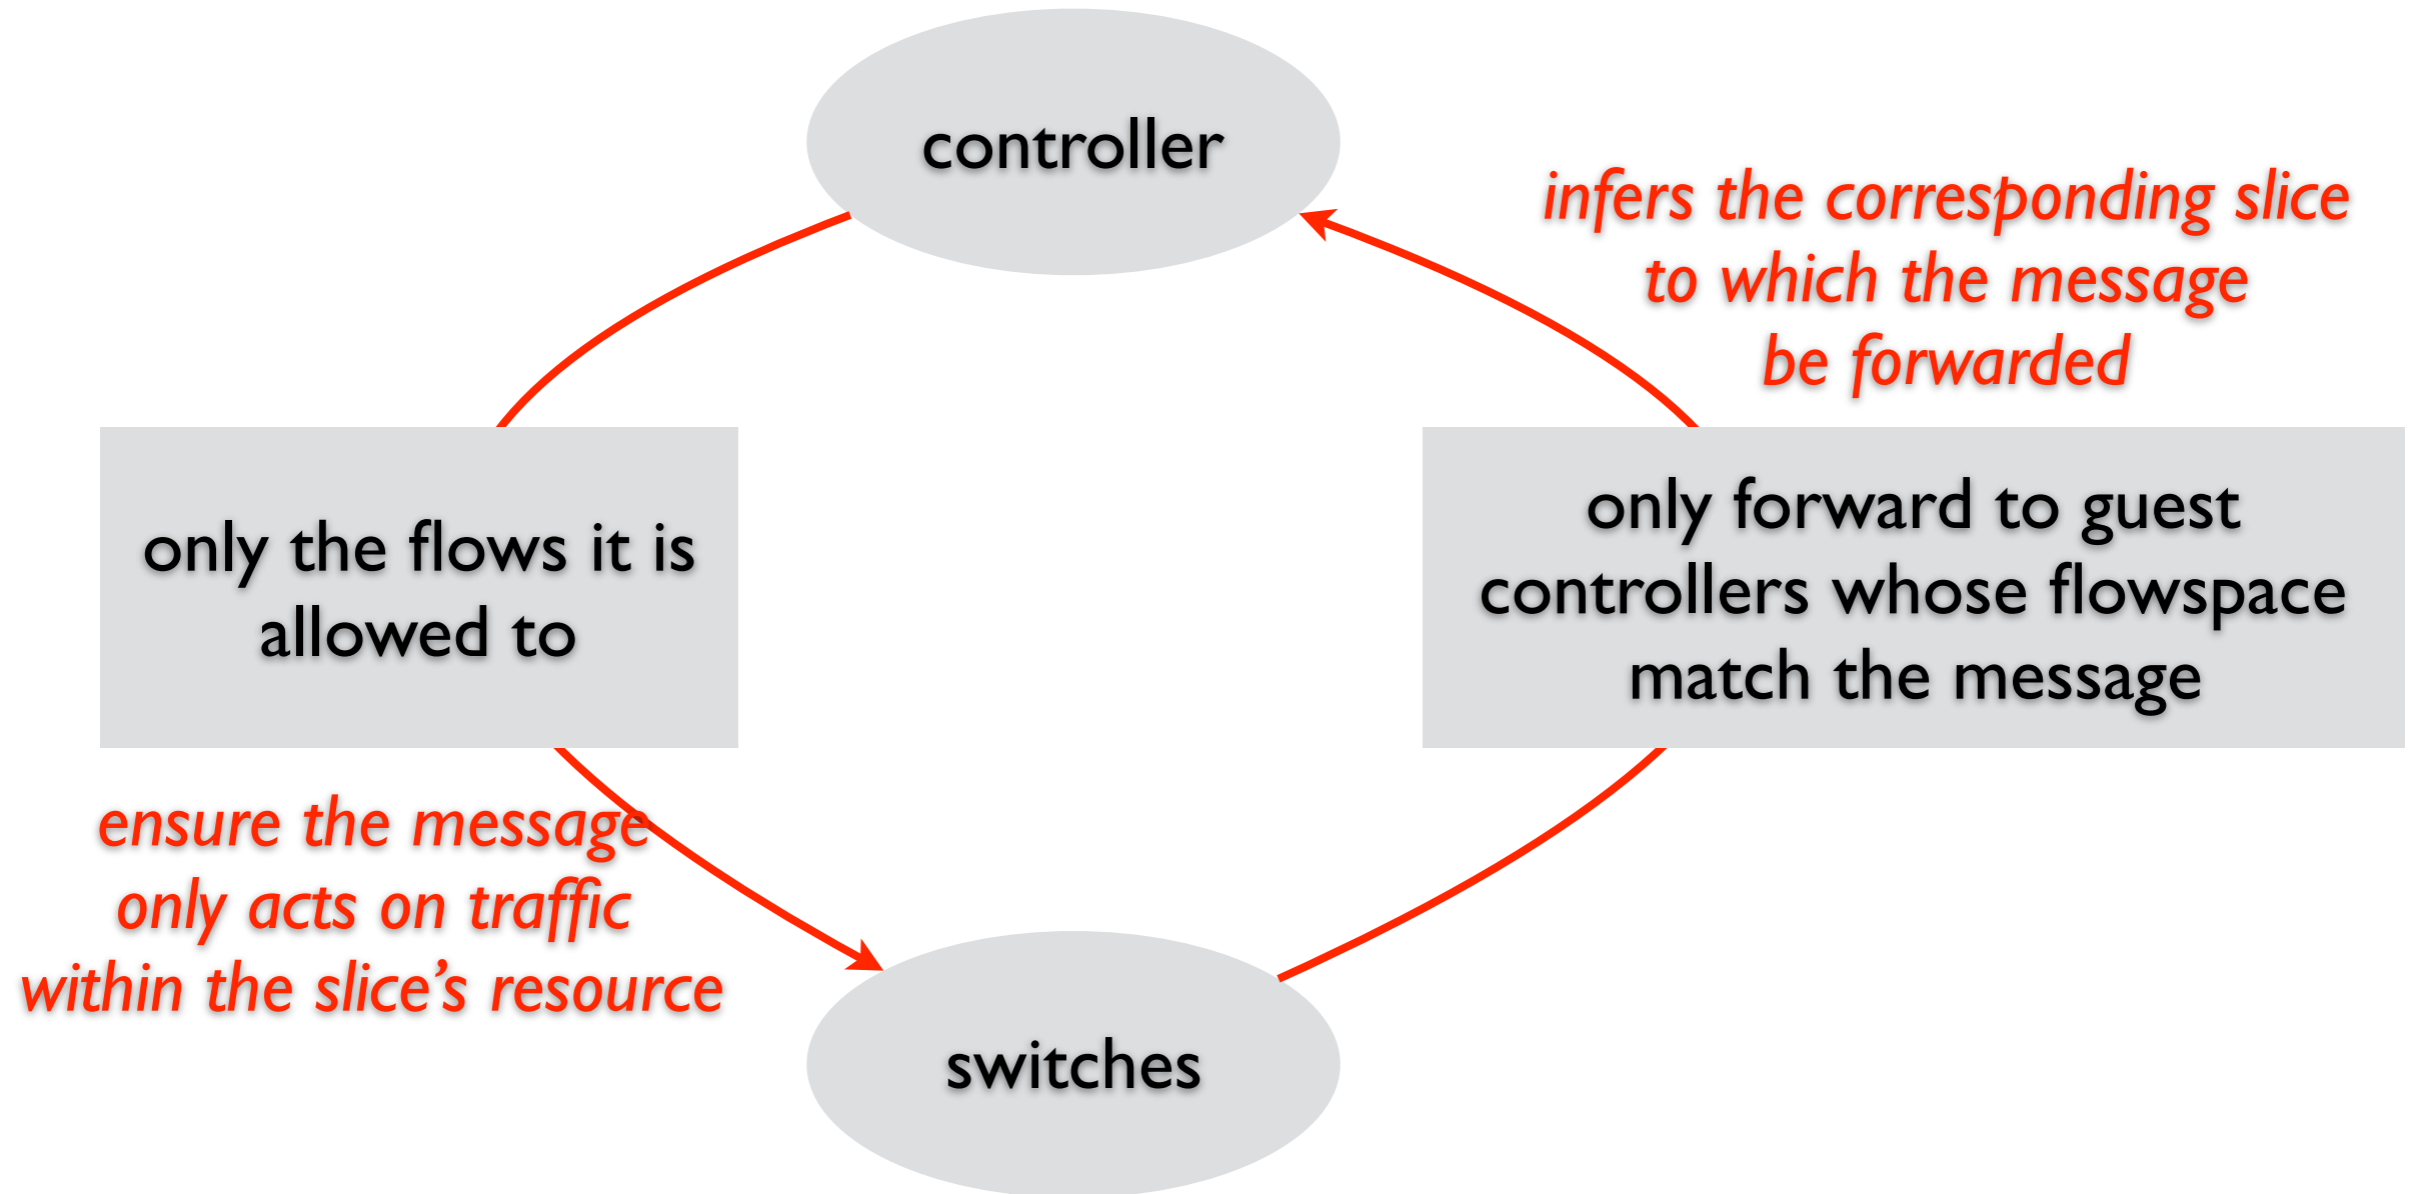 controller
infers the corresponding slice
to which the message
be forwarded
only the flows it is
allowed to
only forward to guest
controllers whose flowspace
match the message
ensure the message
only acts on traffic
within the slice’s resource
switches